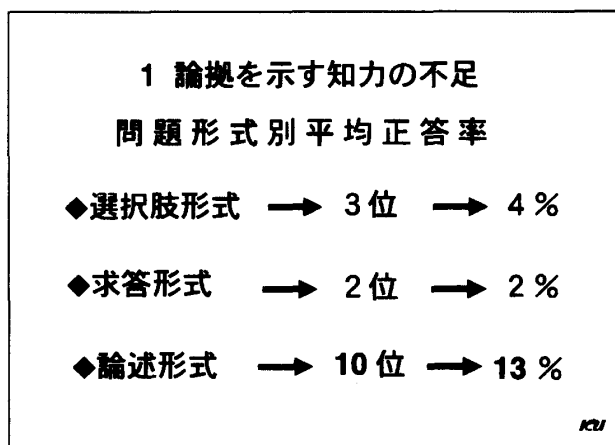 1 論拠を示す知力の不足
問題形式別平均正答率
◆選択肢形式 → 3位 → 4%
◆求答形式 → 2位 → 2%
◆論述形式 → 10位 → 13%
ICU